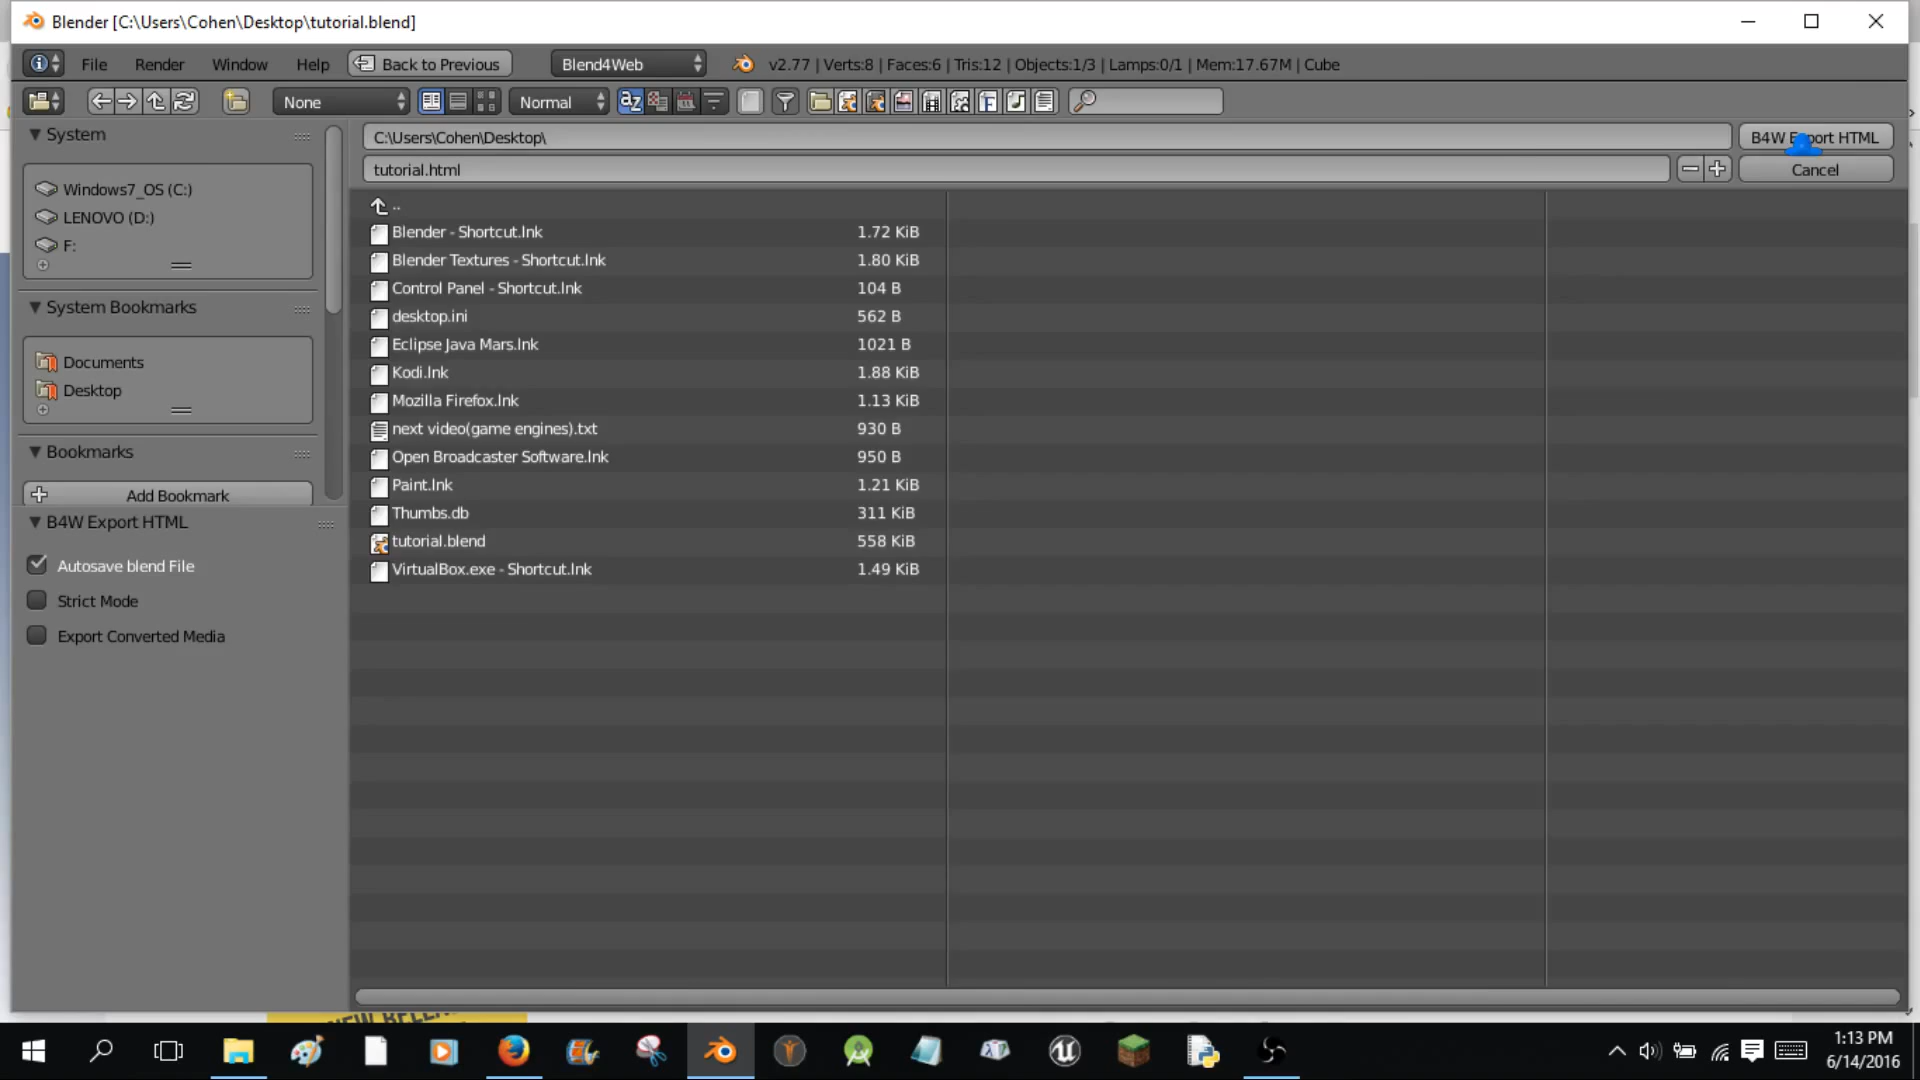 Blender [C:\Users\Cohen\Desktop\tutorial.blend]
File Render Window Help Back to Previous Blend4Web v2.77 | Verts:8 | Faces:6 | Tris:12 | Objects:1/3 | Lamps:0/1 | Mem:17.67M | Cube
None Normal
System
Windows7_OS (C:)
LENOVO (D:)
F:
System Bookmarks
Documents
Desktop
Bookmarks
Add Bookmark
B4W Export HTML
Autosave blend File
Strict Mode
Export Converted Media
C:\Users\Cohen\Desktop\
B4W Export HTML
tutorial.html
Cancel
..
Blender - Shortcut.lnk 1.72 KiB
Blender Textures - Shortcut.lnk 1.80 KiB
Control Panel - Shortcut.lnk 104 B
desktop.ini 562 B
Eclipse Java Mars.lnk 1021 B
Kodi.lnk 1.88 KiB
Mozilla Firefox.lnk 1.13 KiB
next video(game engines).txt 930 B
Open Broadcaster Software.lnk 950 B
Paint.lnk 1.21 KiB
Thumbs.db 311 KiB
tutorial.blend 558 KiB
VirtualBox.exe - Shortcut.lnk 1.49 KiB
1:13 PM
6/14/2016